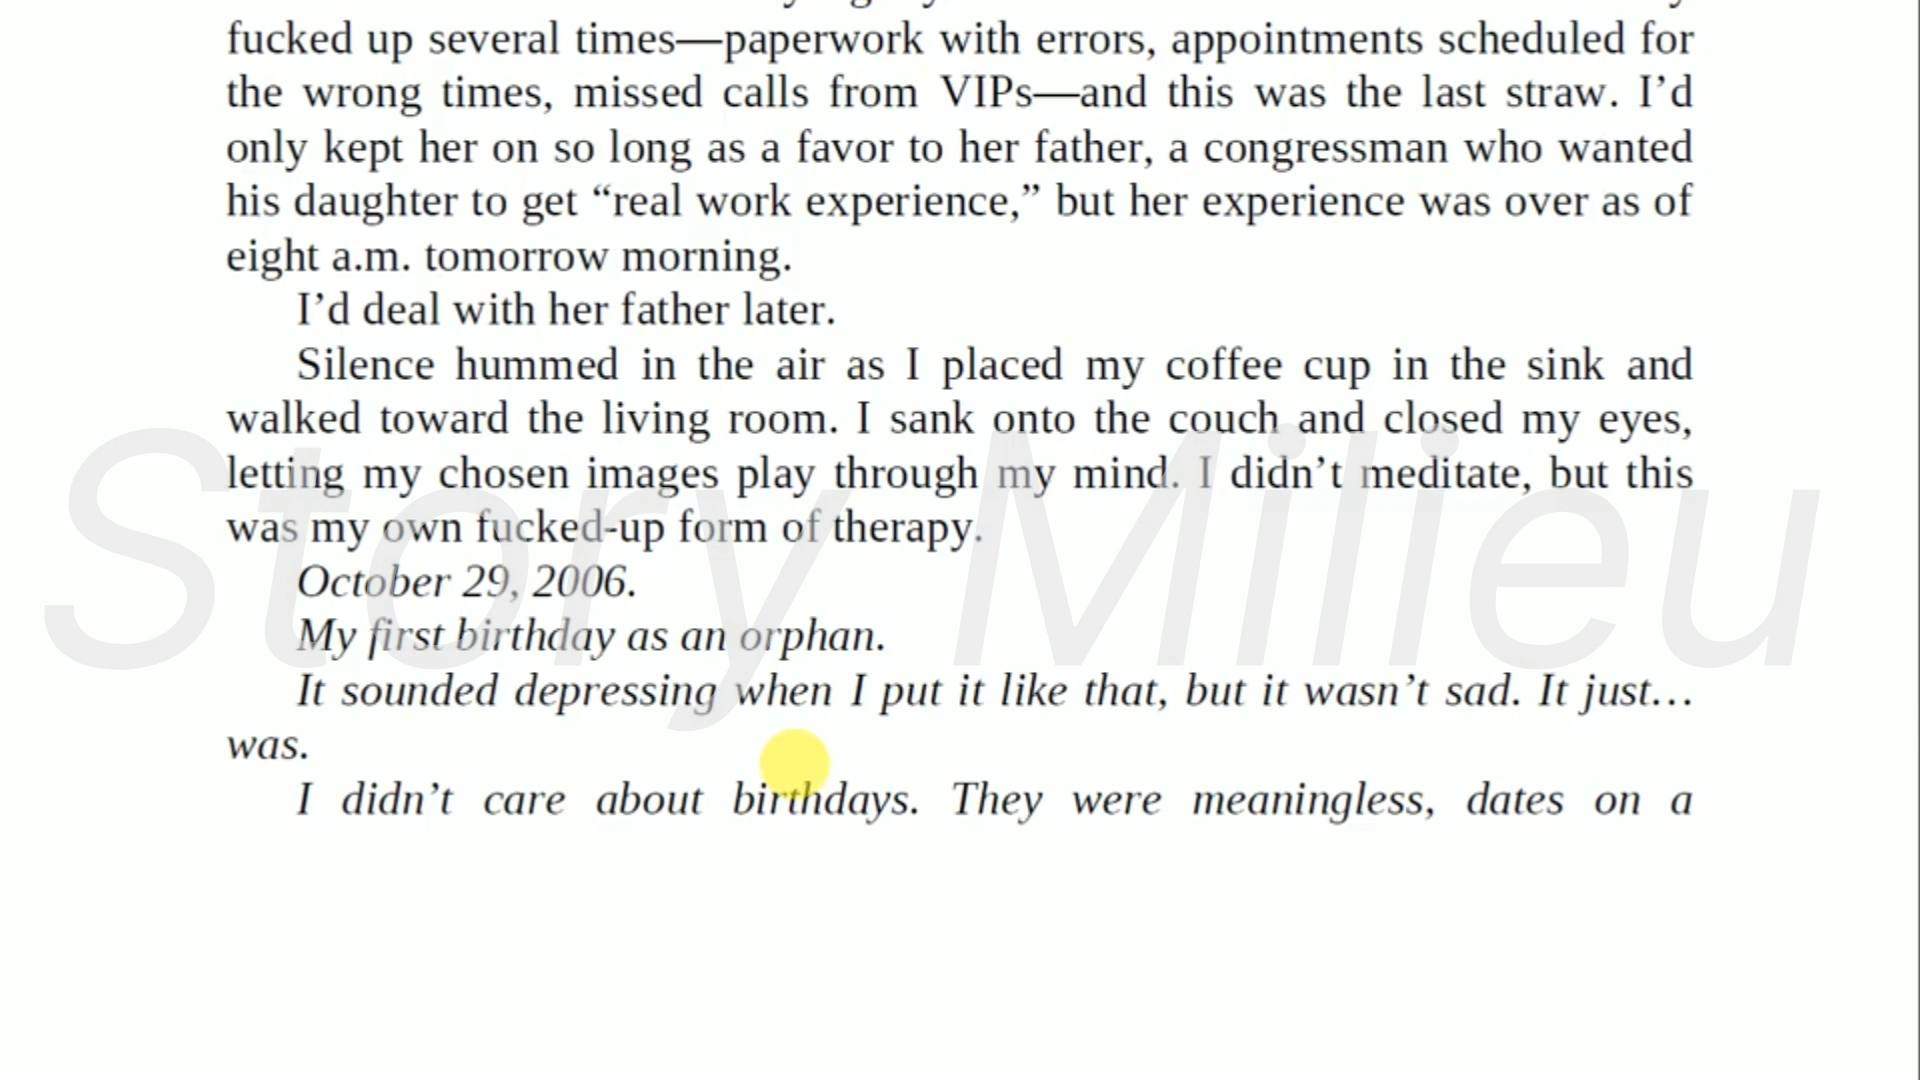 fucked up several times—paperwork with errors, appointments scheduled for
the wrong times, missed calls from VIPs—and this was the last straw. I’d
only kept her on so long as a favor to her father, a congressman who wanted
his daughter to get “real work experience,” but her experience was over as of
eight a.m. tomorrow morning.
I’d deal with her father later.
Silence hummed in the air as I placed my coffee cup in the sink and
walked toward the living room. I sank onto the couch and closed my eyes,
letting my chosen images play through my mind. I didn’t meditate, but this
was my own fucked-up form of therapy.
Story Milieu
October 29, 2006.
My first birthday as an orphan.
It sounded depressing when I put it like that, but it wasn’t sad. It just…
was.
I didn’t care about birthdays. They were meaningless, dates on a